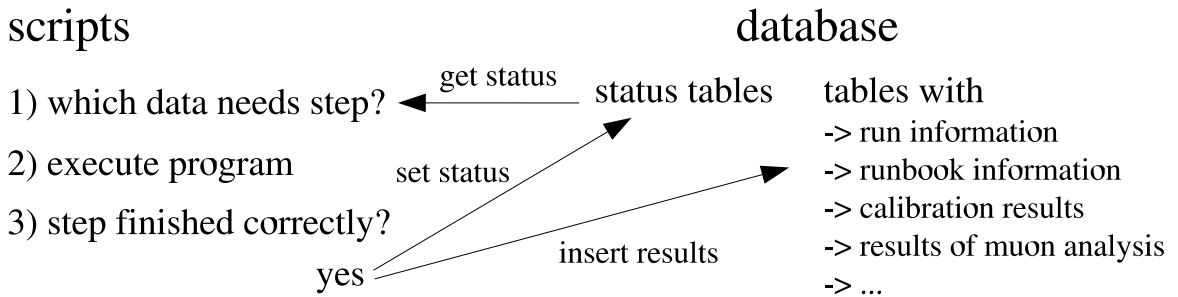 scripts
database
get status
1) which data needs step?
status tables
tables with
-> run information
2) execute program
set status
-> runbook information
-> calibration results
3) step finished correctly?
-> results of muon analysis
insert results
yes
-> ...